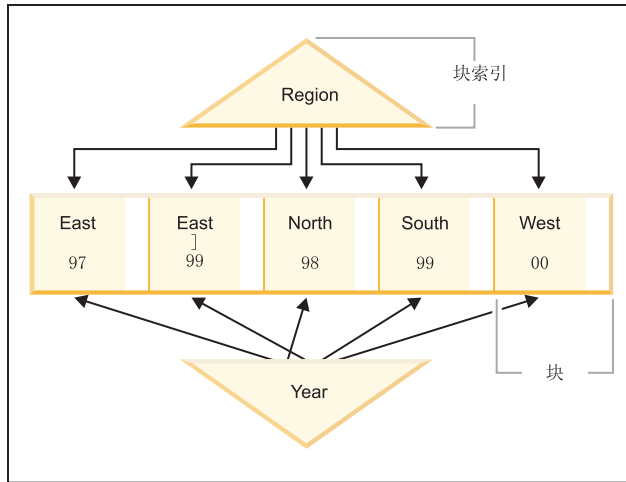 Region
块索引
East East North South West
97 ] 99 98 99 00
块
Year